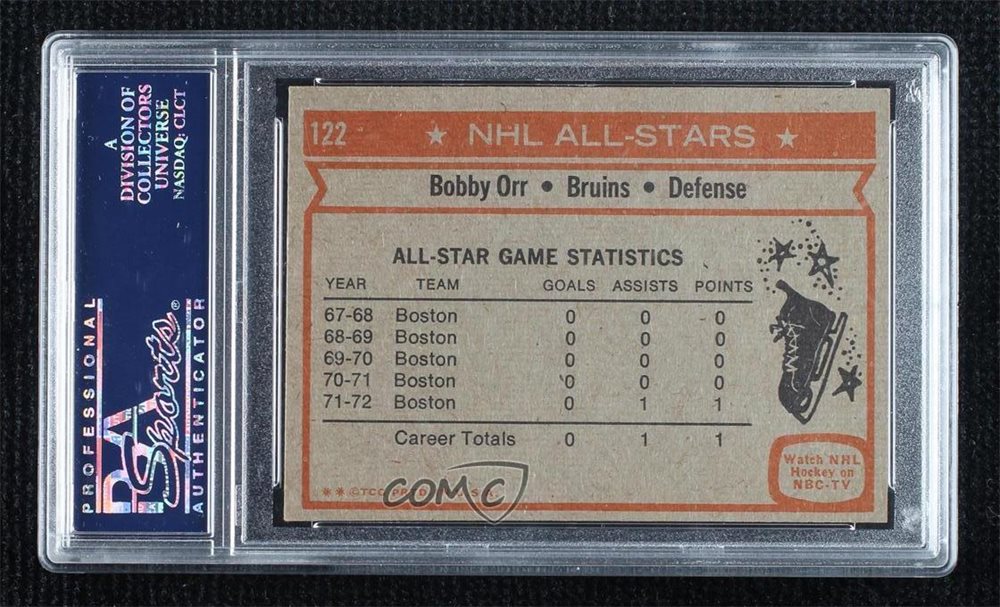 A
DIVISION OF
COLLECTORS
UNIVERSE
NASDAQ: CLCT
PROFESSIONAL
PSA
Sports®
AUTHENTICATOR
122 ★ NHL ALL-STARS ★
Bobby Orr • Bruins • Defense
ALL-STAR GAME STATISTICS
YEAR TEAM GOALS ASSISTS POINTS
67-68 Boston 0 0 0
68-69 Boston 0 0 0
69-70 Boston 0 0 0
70-71 Boston 0 0 0
71-72 Boston 0 1 1
Career Totals 0 1 1
Watch NHL
Hockey on
NBC-TV
** ©TCG
COMC